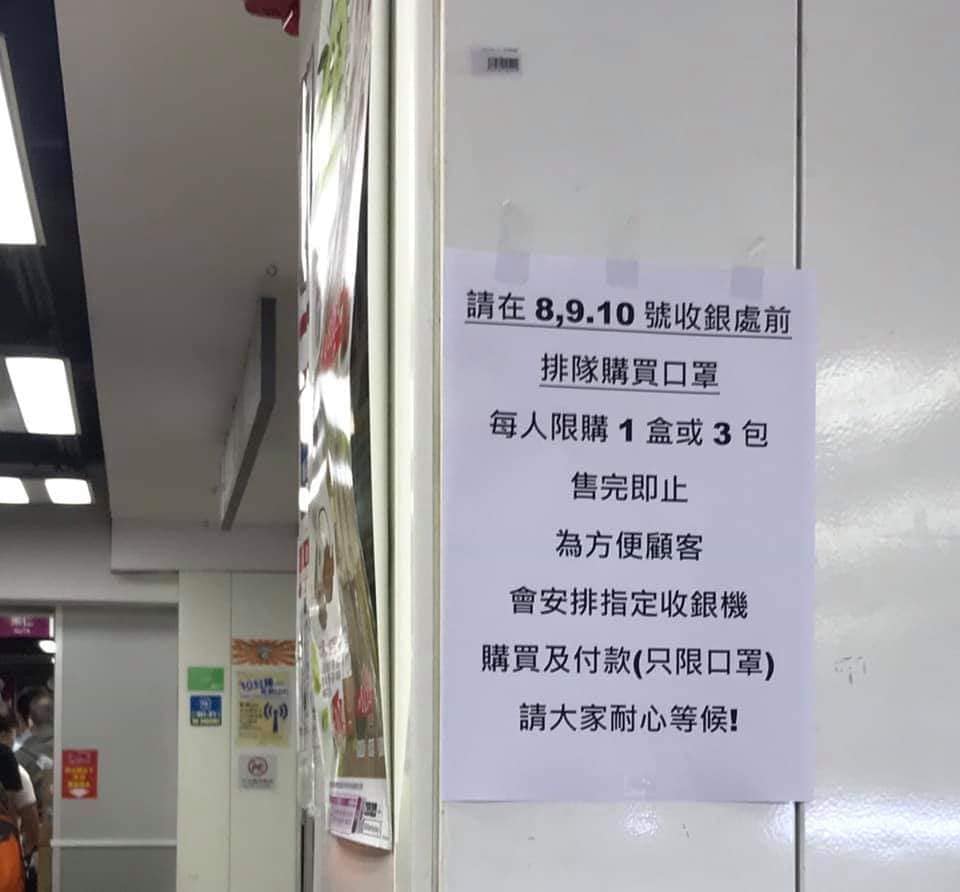 請在 8,9.10 號收銀處前
排隊購買口罩
每人限購 1 盒或 3 包
售完即止
為方便顧客
會安排指定收銀機
購買及付款(只限口罩)
請大家耐心等候!